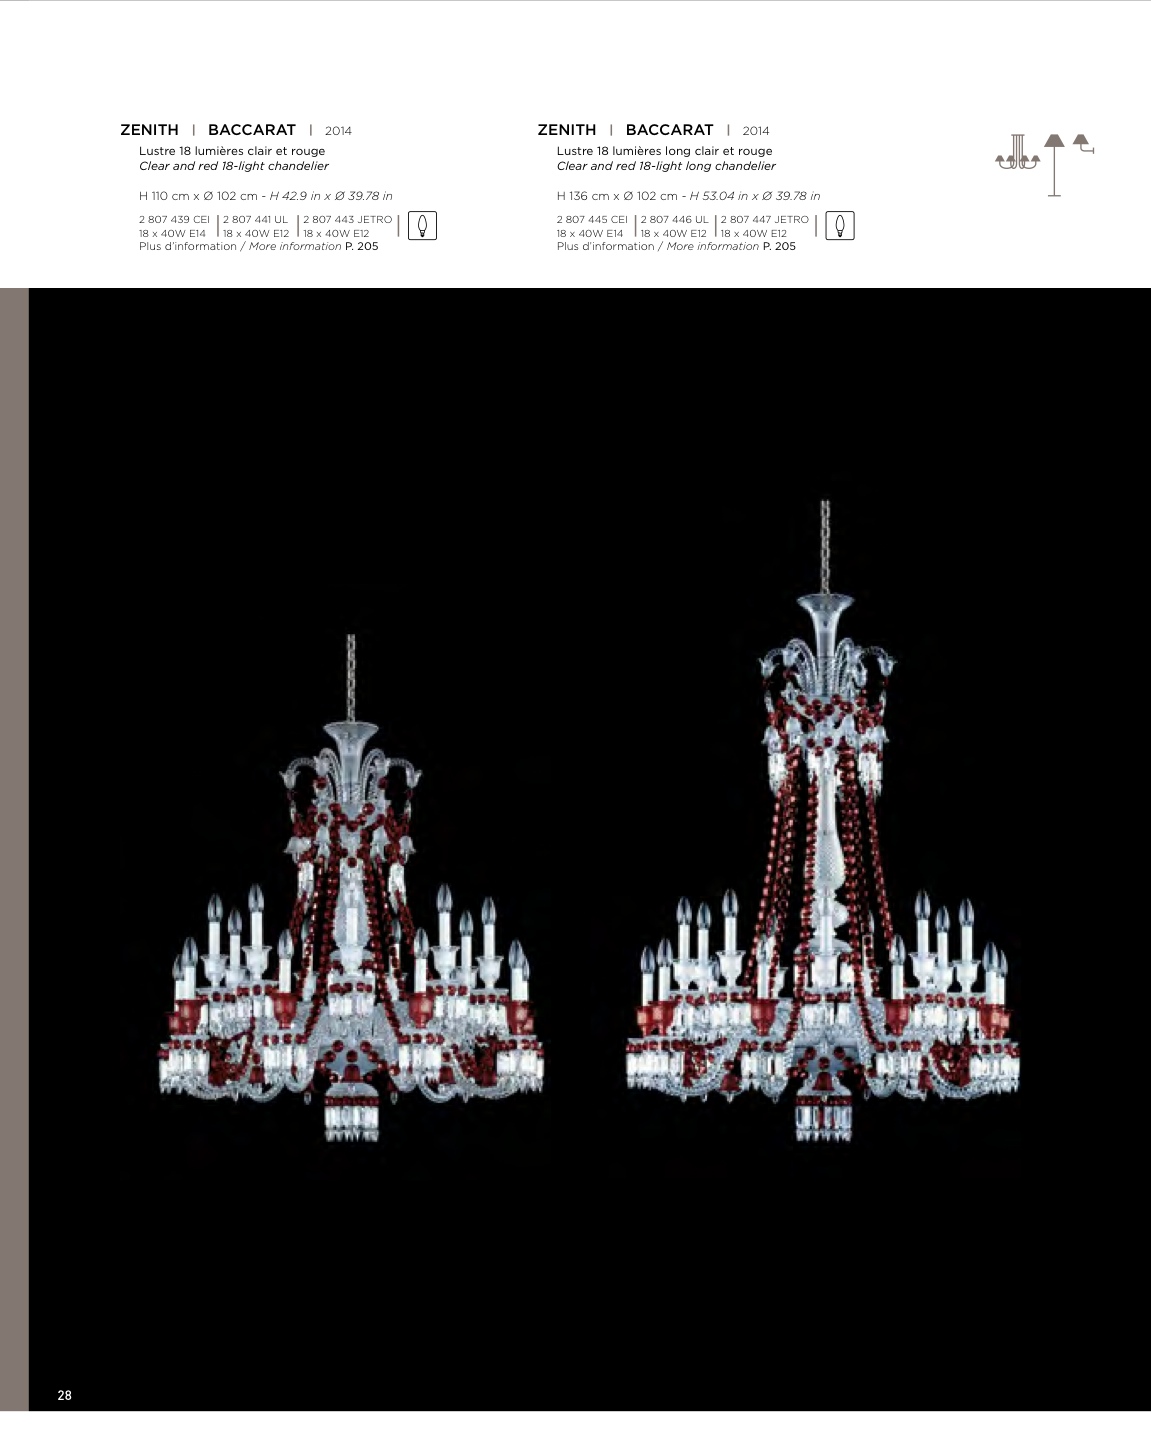 ZENITH | BACCARAT | 2014
Lustre 18 lumières clair et rouge
Clear and red 18-light chandelier
H 110 cm x Ø 102 cm - H 42.9 in x Ø 39.78 in
2 807 439 CEI | 2 807 441 UL | 2 807 443 JETRO |
18 x 40W E14 | 18 x 40W E12 | 18 x 40W E12 |
Plus d'information / More information P. 205
ZENITH | BACCARAT | 2014
Lustre 18 lumières long clair et rouge
Clear and red 18-light long chandelier
H 136 cm x Ø 102 cm - H 53.04 in x Ø 39.78 in
2 807 445 CEI | 2 807 446 UL | 2 807 447 JETRO |
18 x 40W E14 | 18 x 40W E12 | 18 x 40W E12 |
Plus d'information / More information P. 205
28